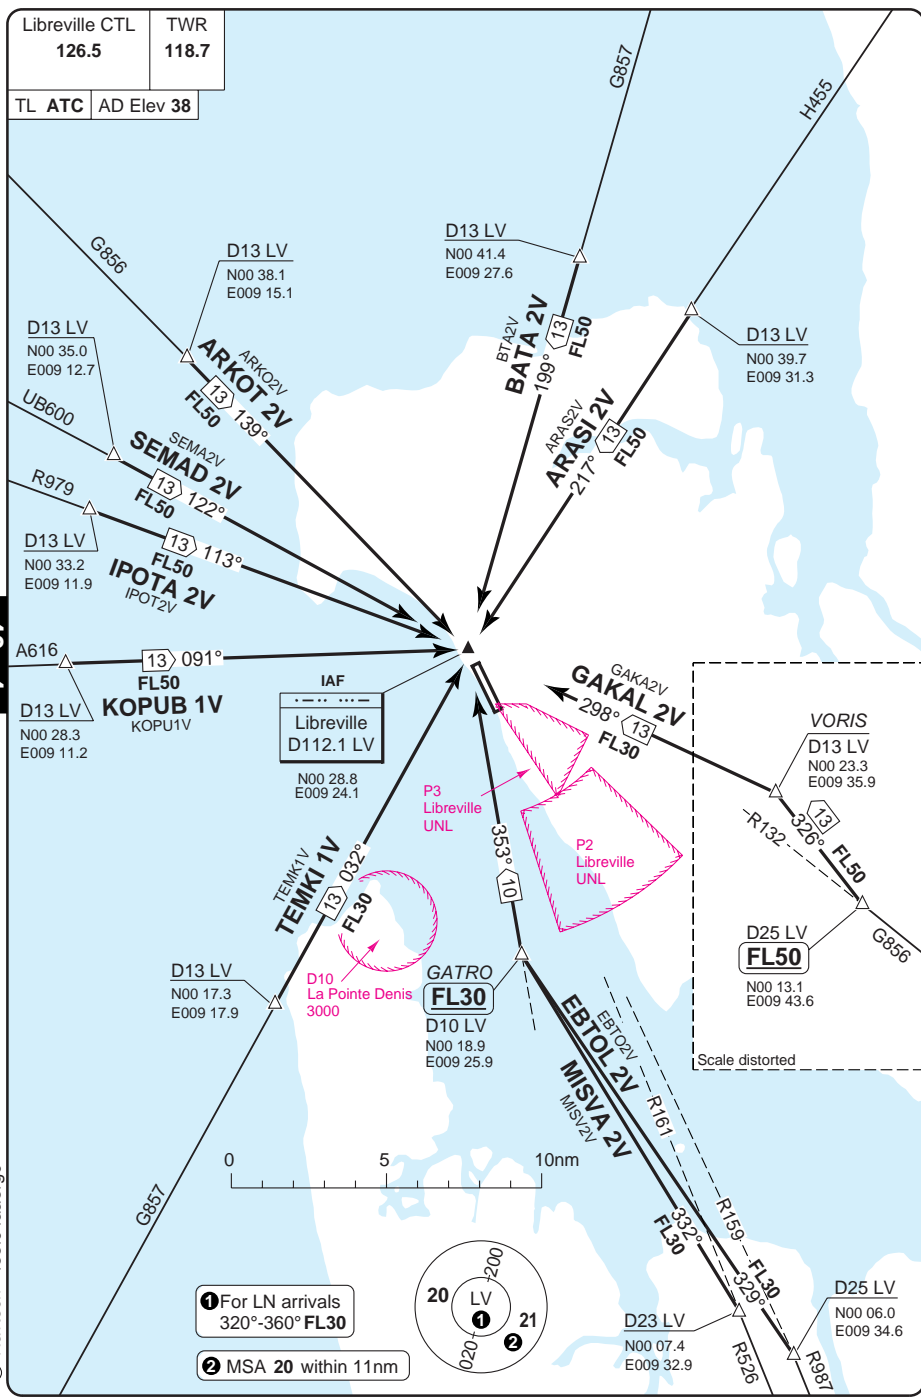 Libreville CTL
126.5
TWR
118.7
TL ATC
AD Elev 38
G857
H455
G856
D13 LV
N00 38.1
E009 15.1
D13 LV
N00 41.4
E009 27.6
D13 LV
N00 35.0
E009 12.7
D13 LV
N00 39.7
E009 31.3
ARKO2V
ARKOT 2V
13 139°
FL50
BTA2V
BATA 2V
199° 13
FL50
ARAS2V
ARASI 2V
217° 13
FL50
UB600
SEMA2V
SEMAD 2V
13 122°
FL50
R979
13 113°
FL50
IPOTA 2V
IPOT2V
D13 LV
N00 33.2
E009 11.9
A616
13 091°
FL50
KOPUB 1V
KOPU1V
D13 LV
N00 28.3
E009 11.2
IAF
Libreville
D112.1 LV
N00 28.8
E009 24.1
GAKA2V
GAKAL 2V
298° 13
FL30
VORIS
D13 LV
N00 23.3
E009 35.9
R132
326° 13
FL50
D25 LV
FL50
N00 13.1
E009 43.6
G856
Scale distorted
P3
Libreville
UNL
P2
Libreville
UNL
353° 10
TEMK1V
TEMKI 1V
13 032°
FL30
D10
La Pointe Denis
3000
D13 LV
N00 17.3
E009 17.9
GATRO
FL30
D10 LV
N00 18.9
E009 25.9
EBTO2V
EBTOL 2V
MISVA 2V
MISV2V
R161
R159
0 5 10nm
G857
332°
FL30
329°
FL30
D23 LV
N00 07.4
E009 32.9
D25 LV
N00 06.0
E009 34.6
R526
R987
1 For LN arrivals
320°-360° FL30
2 MSA 20 within 11nm
200
20
LV
1
21
2
020